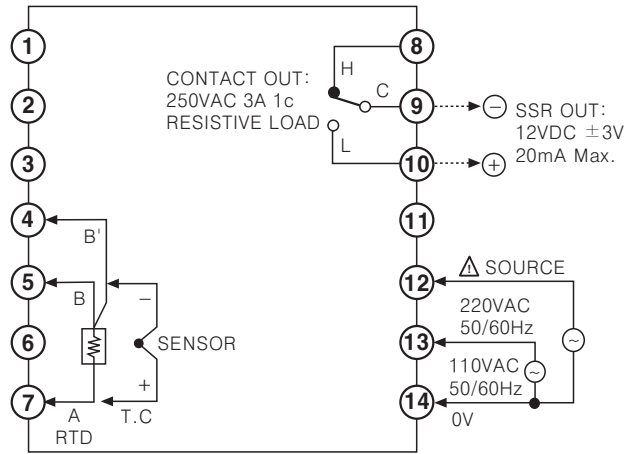 1
2
3
4
5
6
7
8
9
10
11
12
13
14
CONTACT OUT:
250VAC 3A 1c
RESISTIVE LOAD
H
C
L
−
+
SSR OUT:
12VDC ±3V
20mA Max.
B'
B
−
SENSOR
+
A
RTD
T.C
⚠ SOURCE
220VAC
50/60Hz
~
110VAC
50/60Hz
~
0V